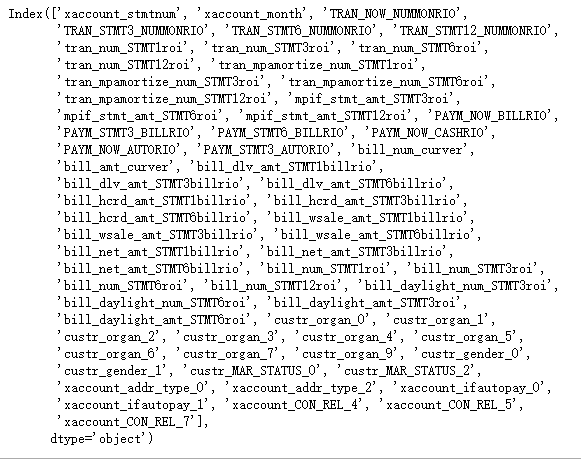 Index(['xaccount_stmtnum', 'xaccount_month', 'TRAN_NOW_NUMMONRIO',
'TRAN_STMT3_NUMMONRIO', 'TRAN_STMT6_NUMMONRIO', 'TRAN_STMT12_NUMMONRIO',
'tran_num_STMT1roi', 'tran_num_STMT3roi', 'tran_num_STMT6roi',
'tran_num_STMT12roi', 'tran_mpamortize_num_STMT1roi',
'tran_mpamortize_num_STMT3roi', 'tran_mpamortize_num_STMT6roi',
'tran_mpamortize_num_STMT12roi', 'mpif_stmt_amt_STMT3roi',
'mpif_stmt_amt_STMT6roi', 'mpif_stmt_amt_STMT12roi', 'PAYM_NOW_BILLRIO',
'PAYM_STMT3_BILLRIO', 'PAYM_STMT6_BILLRIO', 'PAYM_NOW_CASHRIO',
'PAYM_NOW_AUTORIO', 'PAYM_STMT3_AUTORIO', 'bill_num_curver',
'bill_amt_curver', 'bill_dlv_amt_STMT1billrio',
'bill_dlv_amt_STMT3billrio', 'bill_dlv_amt_STMT6billrio',
'bill_hcrd_amt_STMT1billrio', 'bill_hcrd_amt_STMT3billrio',
'bill_hcrd_amt_STMT6billrio', 'bill_wsale_amt_STMT1billrio',
'bill_wsale_amt_STMT3billrio', 'bill_wsale_amt_STMT6billrio',
'bill_net_amt_STMT1billrio', 'bill_net_amt_STMT3billrio',
'bill_net_amt_STMT6billrio', 'bill_num_STMT1roi', 'bill_num_STMT3roi',
'bill_num_STMT6roi', 'bill_num_STMT12roi', 'bill_daylight_num_STMT3roi',
'bill_daylight_num_STMT6roi', 'bill_daylight_amt_STMT3roi',
'bill_daylight_amt_STMT6roi', 'custr_organ_0', 'custr_organ_1',
'custr_organ_2', 'custr_organ_3', 'custr_organ_4', 'custr_organ_5',
'custr_organ_6', 'custr_organ_7', 'custr_organ_9', 'custr_gender_0',
'custr_gender_1', 'custr_MAR_STATUS_0', 'custr_MAR_STATUS_2',
'xaccount_addr_type_0', 'xaccount_addr_type_2', 'xaccount_ifautopay_0',
'xaccount_ifautopay_1', 'xaccount_CON_REL_4', 'xaccount_CON_REL_5',
'xaccount_CON_REL_7'],
dtype='object')